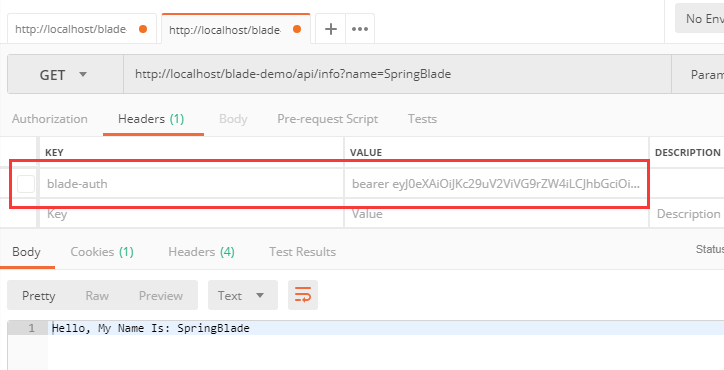 http://localhost/blade http://localhost/blade No Env
GET http://localhost/blade-demo/api/info?name=SpringBlade Param
Authorization Headers (1) Body Pre-request Script Tests
KEY VALUE DESCRIPTION
blade-auth bearer eyJ0eXAiOiJKc29uV2ViVG9rZW4iLCJhbGciOi...
Key Value Description
Body Cookies (1) Headers (4) Test Results Status
Pretty Raw Preview Text
1 Hello, My Name Is: SpringBlade